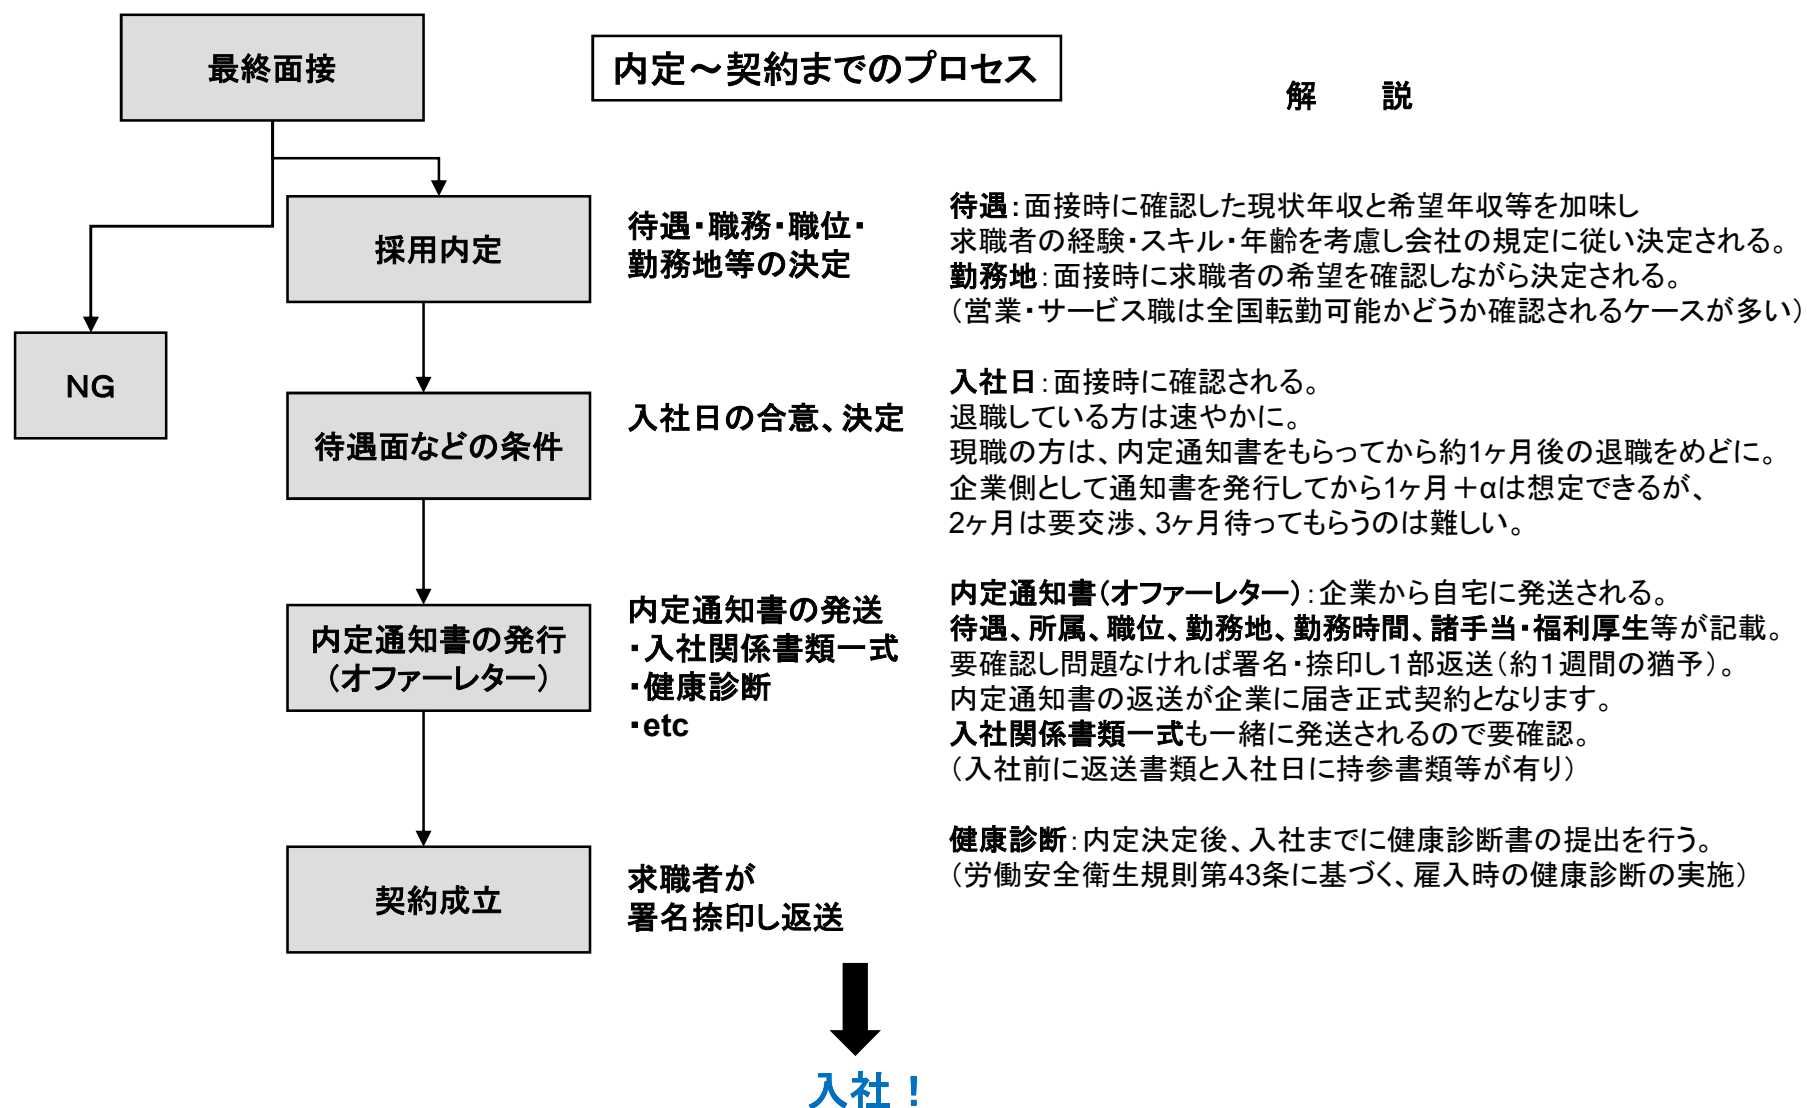 最終面接
内定～契約までのプロセス
解　　説
採用内定
待遇・職務・職位・
勤務地等の決定
待遇：面接時に確認した現状年収と希望年収等を加味し
求職者の経験・スキル・年齢を考慮し会社の規定に従い決定される。
勤務地：面接時に求職者の希望を確認しながら決定される。
（営業・サービス職は全国転勤可能かどうか確認されるケースが多い）
NG
待遇面などの条件
入社日の合意、決定
入社日：面接時に確認される。
退職している方は速やかに。
現職の方は、内定通知書をもらってから約1ヶ月後の退職をめどに。
企業側として通知書を発行してから1ヶ月＋αは想定できるが、
2ヶ月は要交渉、3ヶ月待ってもらうのは難しい。
内定通知書の発行
（オファーレター）
内定通知書の発送
・入社関係書類一式
・健康診断
・etc
内定通知書（オファーレター）：企業から自宅に発送される。
待遇、所属、職位、勤務地、勤務時間、諸手当・福利厚生等が記載。
要確認し問題なければ署名・捺印し１部返送（約１週間の猶予）。
内定通知書の返送が企業に届き正式契約となります。
入社関係書類一式も一緒に発送されるので要確認。
（入社前に返送書類と入社日に持参書類等が有り）
契約成立
求職者が
署名捺印し返送
健康診断：内定決定後、入社までに健康診断書の提出を行う。
（労働安全衛生規則第43条に基づく、雇入時の健康診断の実施）
入社！